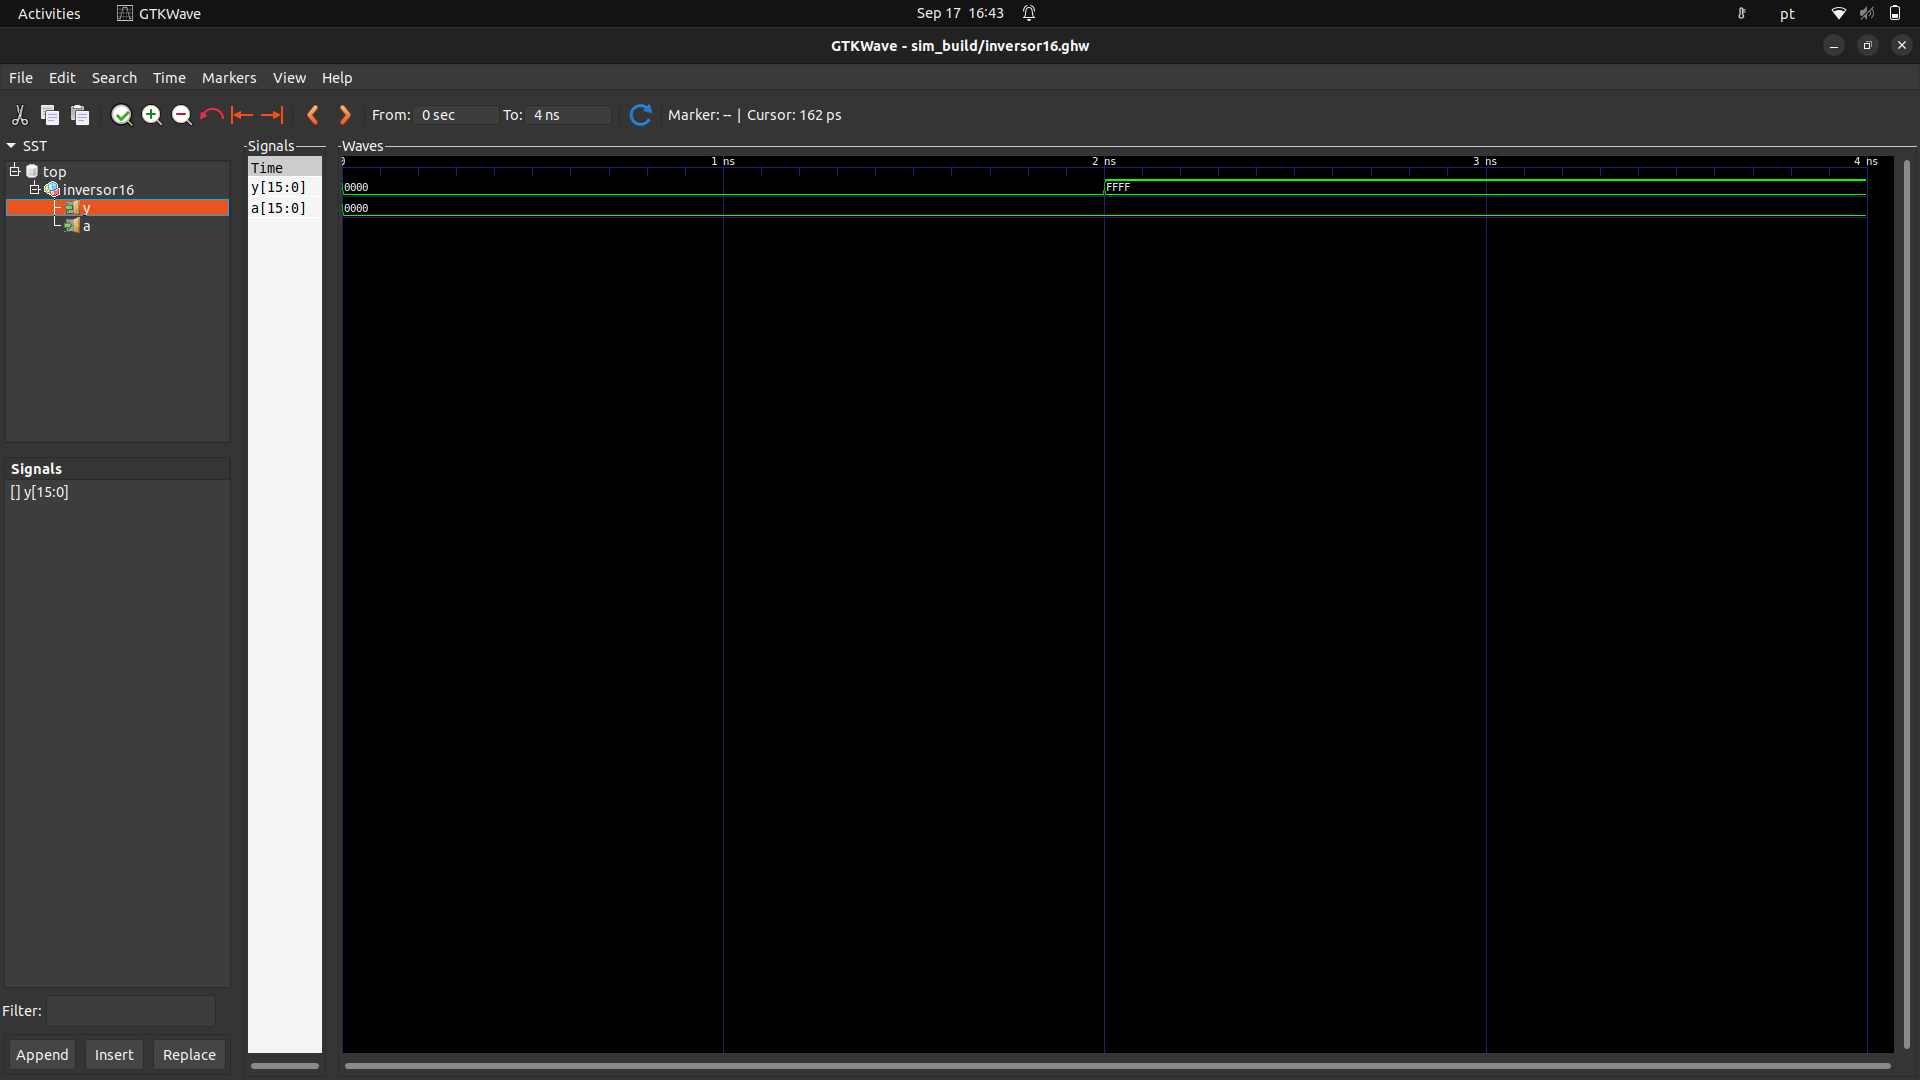 Activities GTKWave Sep 17 16:43 pt
GTKWave - sim_build/inversor16.ghw
File Edit Search Time Markers View Help
From: 0 sec To: 4 ns Marker: -- | Cursor: 162 ps
SST
top
inversor16
y
a
Signals
[] y[15:0]
Filter:
Append Insert Replace
Signals
Time
y[15:0]
a[15:0]
Waves
0 1 ns 2 ns 3 ns 4 ns
0000 FFFF
0000